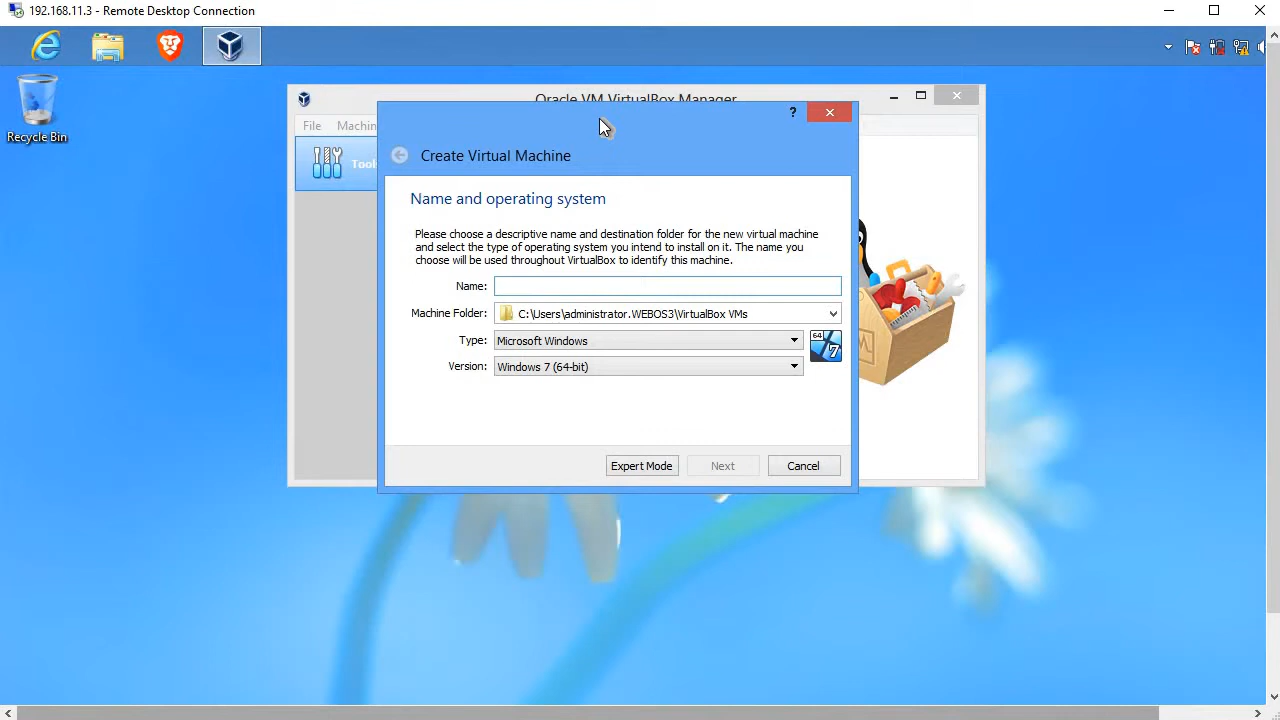 192.168.11.3 - Remote Desktop Connection
Recycle Bin
Oracle VM VirtualBox Manager
File Machin
Tool
?
Create Virtual Machine
Name and operating system
Please choose a descriptive name and destination folder for the new virtual machine
and select the type of operating system you intend to install on it. The name you
choose will be used throughout VirtualBox to identify this machine.
Name:
Machine Folder: C:\Users\administrator.WEBOS3\VirtualBox VMs
Type: Microsoft Windows
64
7
Version: Windows 7 (64-bit)
Expert Mode Next Cancel